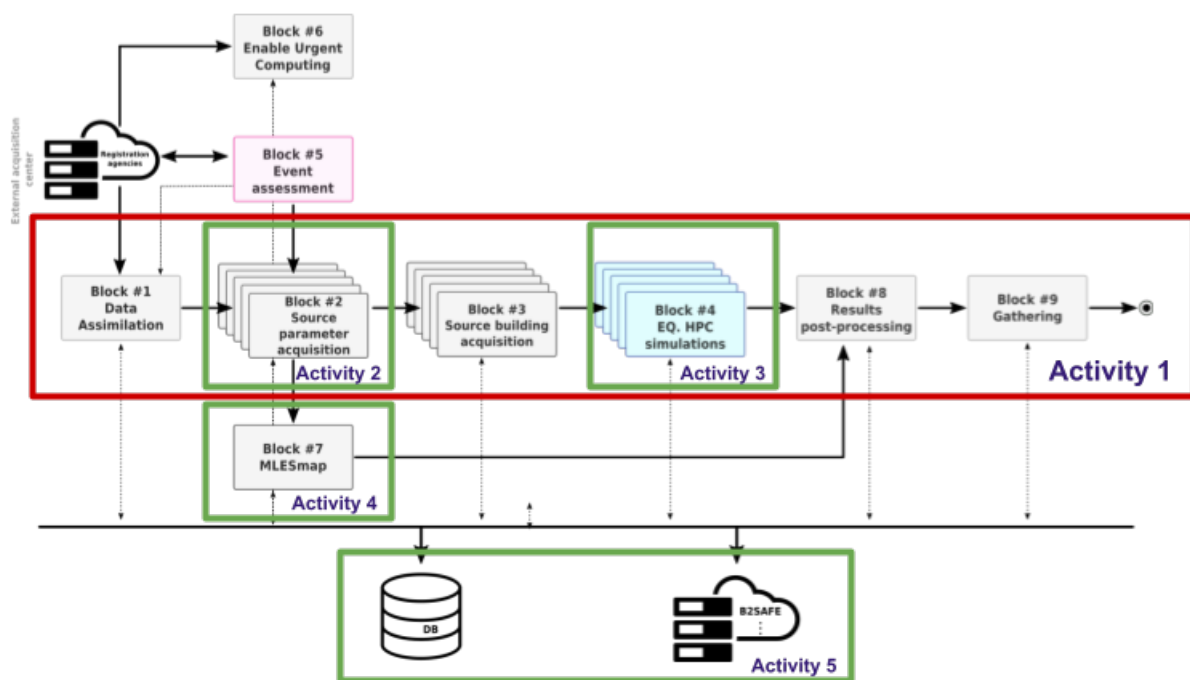 Block #6
Enable Urgent
Computing
External acquisition
center
Registration
agencies
Block #5
Event
assessment
Block #1
Data
Assimilation
Block #2
Source
parameter
acquisition
Activity 2
Block #3
Source building
acquisition
Block #4
EQ. HPC
simulations
Activity 3
Block #8
Results
post-processing
Block #9
Gathering
Activity 1
Block #7
MLESmap
Activity 4
DB
B2SAFE
Activity 5